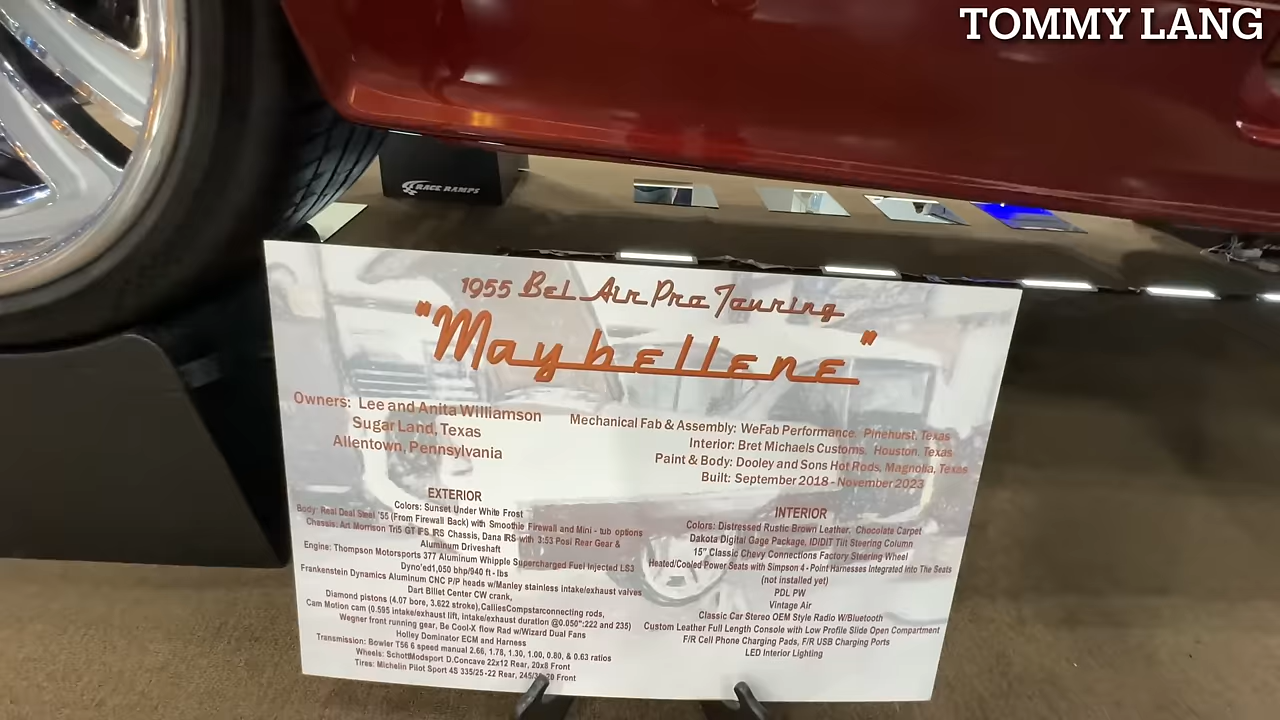 TOMMY LANG
RACE RAMPS
1955 Bel Air Pro Touring
"Maybellene"
Owners: Lee and Anita Williamson
Sugar Land, Texas
Allentown, Pennsylvania
Mechanical Fab & Assembly: WeFab Performance. Pinehurst, Texas
Interior: Bret Michaels Customs. Houston, Texas
Paint & Body: Dooley and Sons Hot Rods, Magnolia, Texas
Built: September 2018 - November 2023
EXTERIOR
Colors: Sunset Under White Frost
Body: Real Deal Steel '55 (From Firewall Back) with Smoothie Firewall and Mini - tub options
Chassis: Art Morrison Tri5 GT IFS, IRS Chassis, Dana IRS with 3:53 Posi Rear Gear &
Aluminum Driveshaft
Engine: Thompson Motorsports 377 Aluminum Whipple Supercharged Fuel Injected LS3
Dyno'ed 1,050 bhp/940 ft - lbs
Frankenstein Dynamics Aluminum CNC P/P heads w/Manley stainless intake/exhaust valves
Dart Billet Center CW crank,
Diamond pistons (4.07 bore, 3.622 stroke),CalliesCompstarconnecting rods,
Cam Motion cam (0.595 intake/exhaust lift, intake/exhaust duration @0.050":222 and 235)
Wegner front running gear, Be Cool-X flow Rad w/Wizard Dual Fans
Holley Dominator ECM and Harness
Transmission: Bowler T56 6 speed manual 2.66, 1.78, 1.30, 1.00, 0.80, & 0.63 ratios
Wheels: SchottModsport D.Concave 22x12 Rear, 20x8 Front
Tires: Michelin Pilot Sport 4S 335/25-22 Rear, 20 Front
INTERIOR
Colors: Distressed Rustic Brown Leather, Chocolate Carpet
Dakota Digital Gage Package, IDIDIT Tilt Steering Column
15" Classic Chevy Connections Factory Steering Wheel
Heated/Cooled Power Seats with Simpson 4 - Point Harnesses Integrated Into The Seats
(not installed yet)
PDL PW
Vintage Air
Classic Car Stereo OEM Style Radio W/Bluetooth
Custom Leather Full Length Console with Low Profile Slide Open Compartment
F/R Cell Phone Charging Pads, F/R USB Charging Ports
LED Interior Lighting